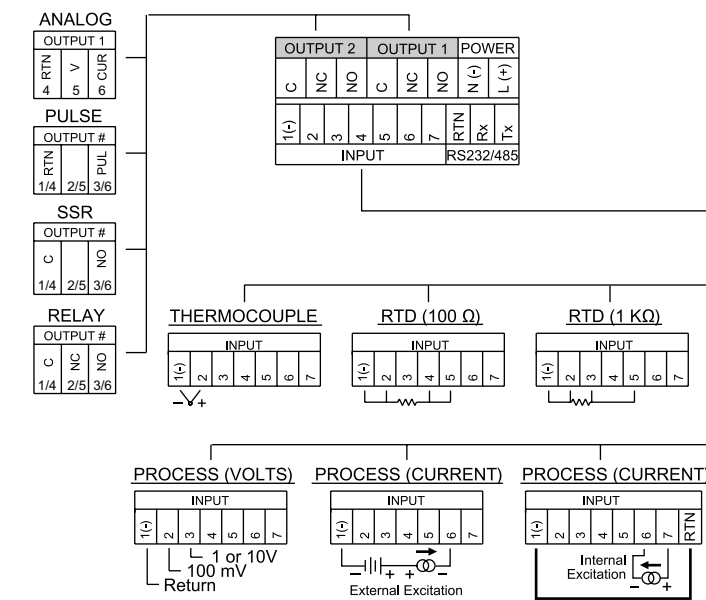 ANALOG
OUTPUT 1
RTN V CUR
4 5 6
PULSE
OUTPUT #
RTN PUL
1/4 2/5 3/6
SSR
OUTPUT #
C NO
1/4 2/5 3/6
RELAY
OUTPUT #
C NC NO
1/4 2/5 3/6
OUTPUT 2 OUTPUT 1 POWER
C NC NO C NC NO N (-) L (+)
1(-) 2 3 4 5 6 7 RTN Rx Tx
INPUT RS232/485
THERMOCOUPLE
INPUT
1(-) 2 3 4 5 6 7
- +
RTD (100 Ω)
INPUT
1(-) 2 3 4 5 6 7
RTD (1 KΩ)
INPUT
1(-) 2 3 4 5 6 7
PROCESS (VOLTS)
INPUT
1(-) 2 3 4 5 6 7
1 or 10V
100 mV
Return
PROCESS (CURRENT)
INPUT
1(-) 2 3 4 5 6 7
- + + -
External Excitation
PROCESS (CURRENT)
INPUT
1(-) 2 3 4 5 6 7 RTN
Internal
Excitation
- +